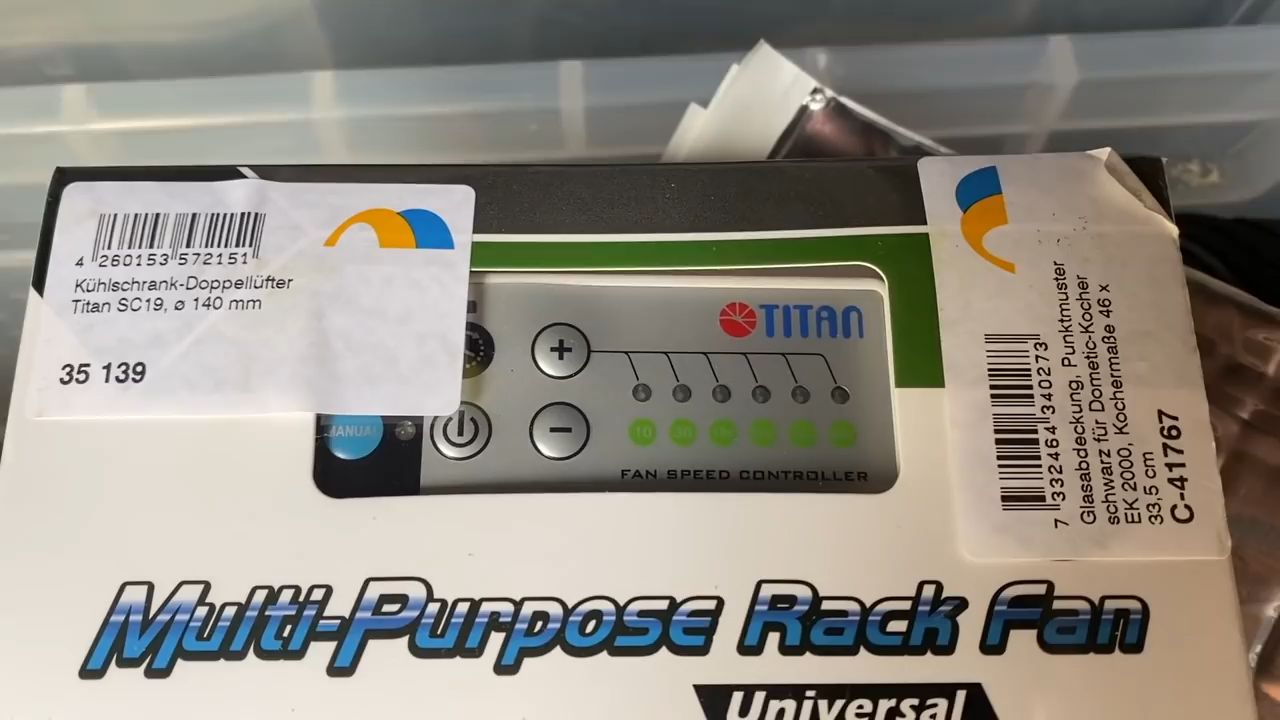 4 260153 572151
Kühlschrank-Doppellüfter
Titan SC19, ø 140 mm
35 139
TITAN
+
−
MANUAL
10
30
FAN SPEED CONTROLLER
7 332464 340273
Glasabdeckung, Punktmuster
schwarz für Dometic-Kocher
EK 2000, Kochermaße 46 x
33,5 cm
C-41767
Multi-Purpose Rack Fan
Universal